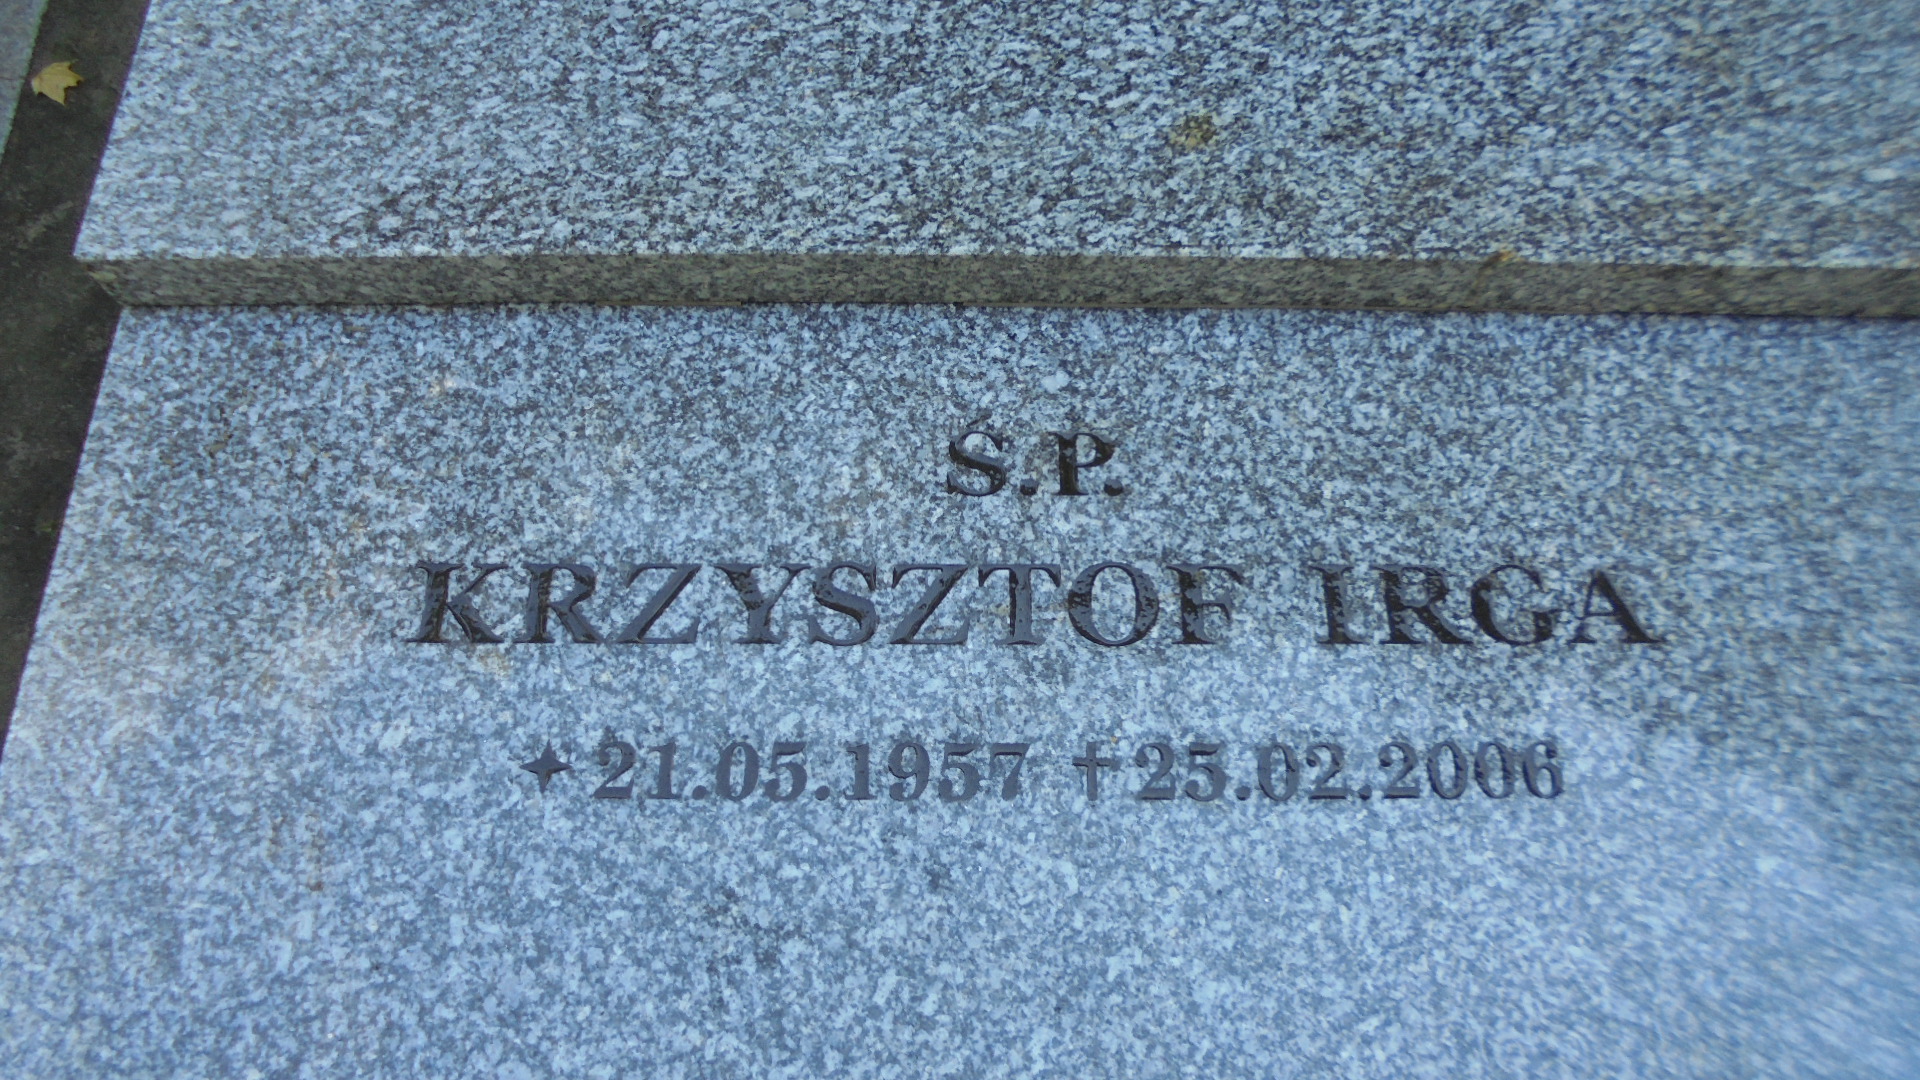 Ś.P.
KRZYSZTOF IRGA
✦ 21.05.1957 † 25.02.2006